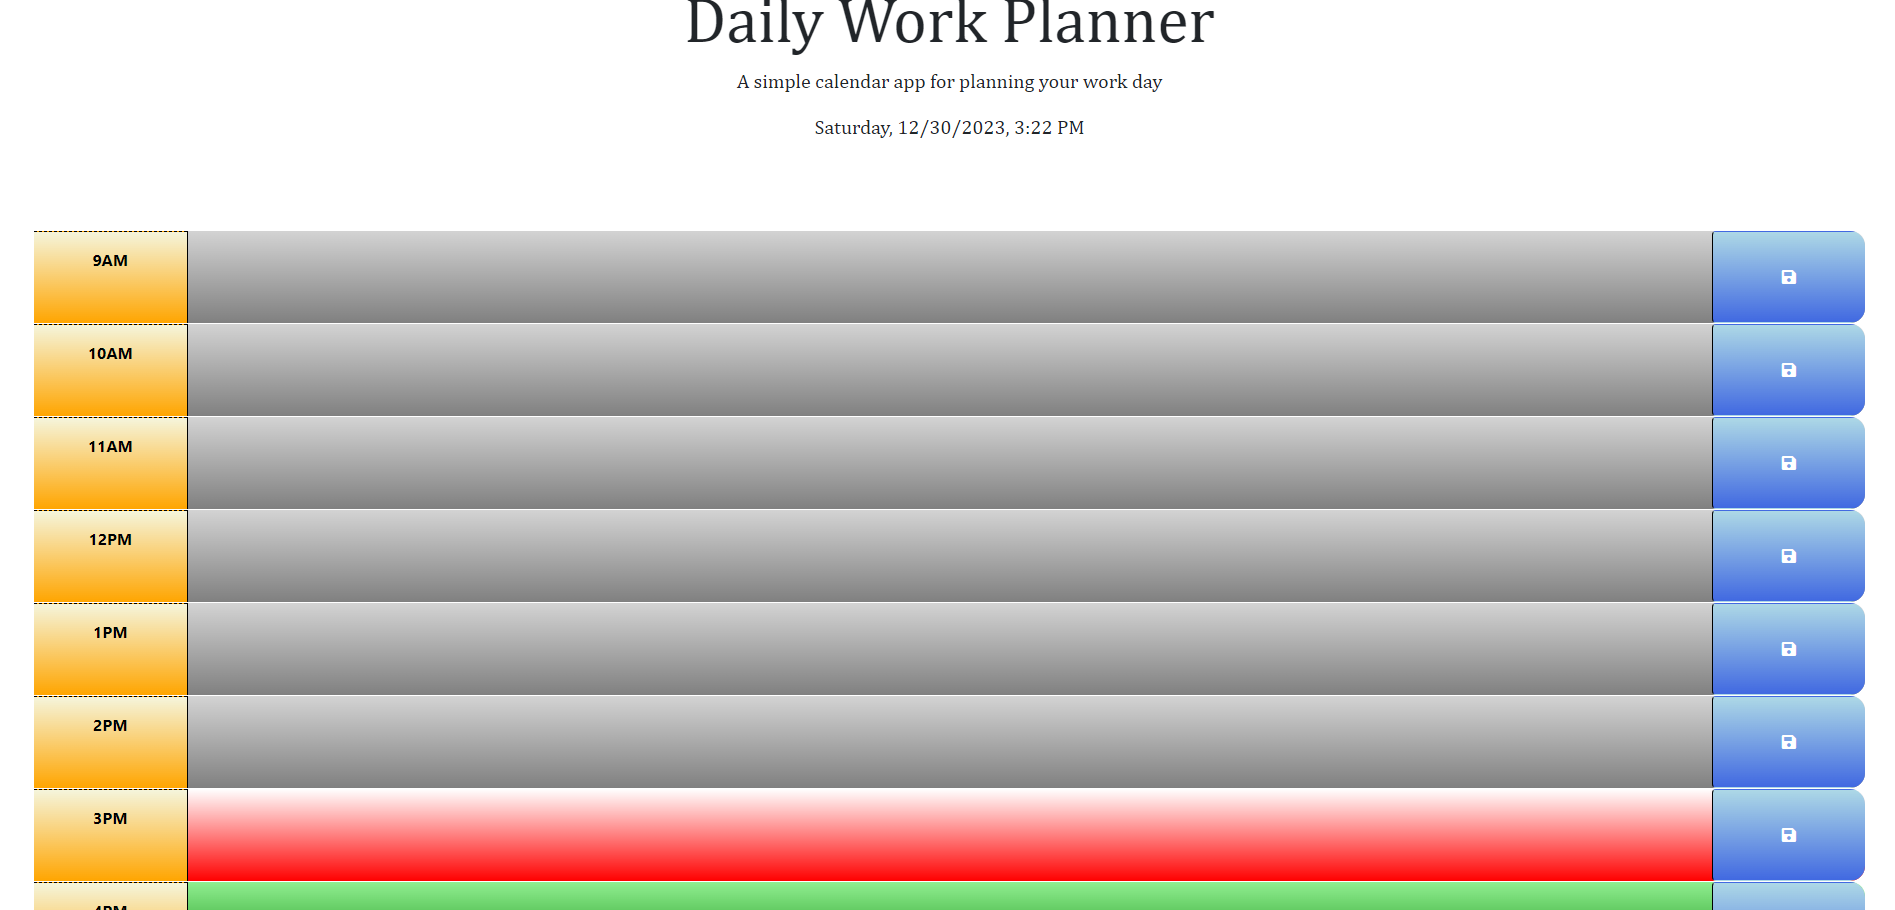 Daily Work Planner
A simple calendar app for planning your work day
Saturday, 12/30/2023, 3:22 PM
9AM
10AM
11AM
12PM
1PM
2PM
3PM
4PM